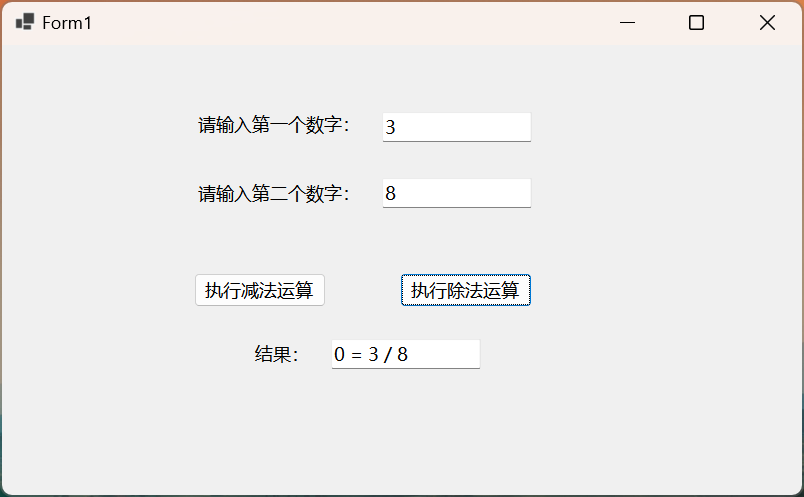 Form1
请输入第一个数字： 3
请输入第二个数字： 8
执行减法运算 执行除法运算
结果： 0 = 3 / 8